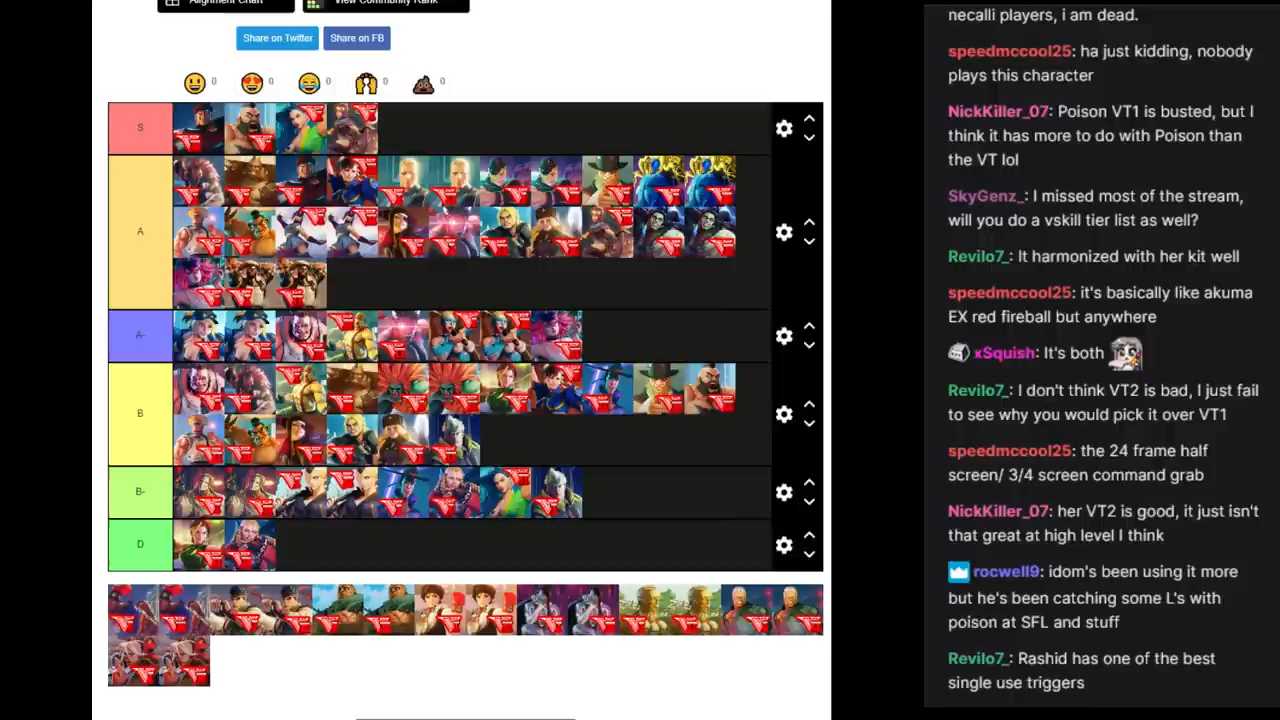 Alignment Chart
View Community Rank
Share on Twitter
Share on FB
0
0
0
0
0
S
A
A-
B
B-
D
necalli players, i am dead.
speedmccool25: ha just kidding, nobody
plays this character
NickKiller_07: Poison VT1 is busted, but I
think it has more to do with Poison than
the VT lol
SkyGenz_: I missed most of the stream,
will you do a vskill tier list as well?
Revilo7_: It harmonized with her kit well
speedmccool25: it's basically like akuma
EX red fireball but anywhere
xSquish: It's both
Revilo7_: I don't think VT2 is bad, I just fail
to see why you would pick it over VT1
speedmccool25: the 24 frame half
screen/ 3/4 screen command grab
NickKiller_07: her VT2 is good, it just isn't
that great at high level I think
rocwell9: idom's been using it more
but he's been catching some L's with
poison at SFL and stuff
Revilo7_: Rashid has one of the best
single use triggers